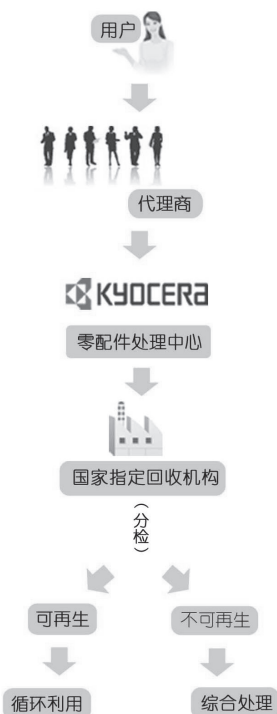 用户
代理商
KYOCERA
零配件处理中心
国家指定回收机构
（分检）
可再生
不可再生
循环利用
综合处理